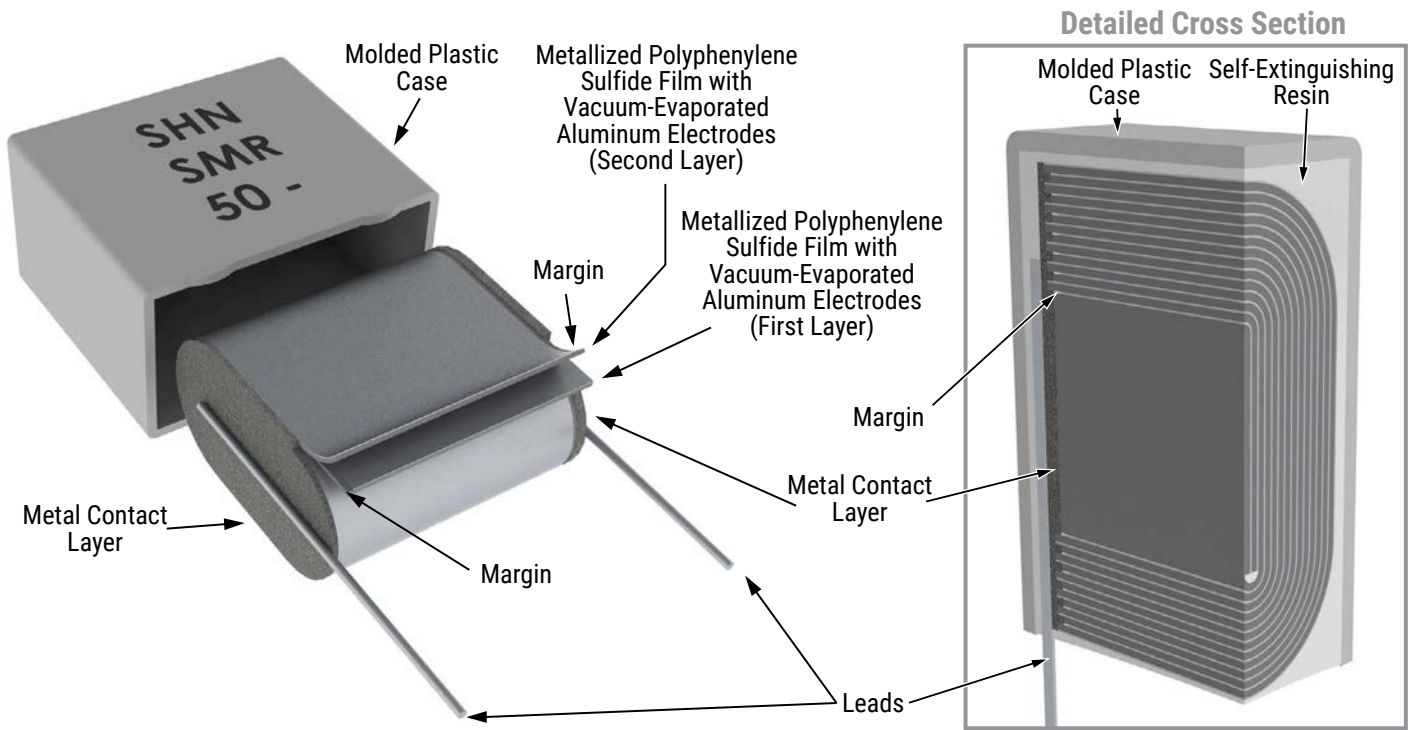 Detailed Cross Section
Molded Plastic
Case
Metallized Polyphenylene
Sulfide Film with
Vacuum-Evaporated
Aluminum Electrodes
(Second Layer)
Molded Plastic
Case
Self-Extinguishing
Resin
SHN
SMR
50 -
Metallized Polyphenylene
Sulfide Film with
Vacuum-Evaporated
Aluminum Electrodes
(First Layer)
Margin
Margin
Metal Contact
Layer
Metal Contact
Layer
Margin
Leads